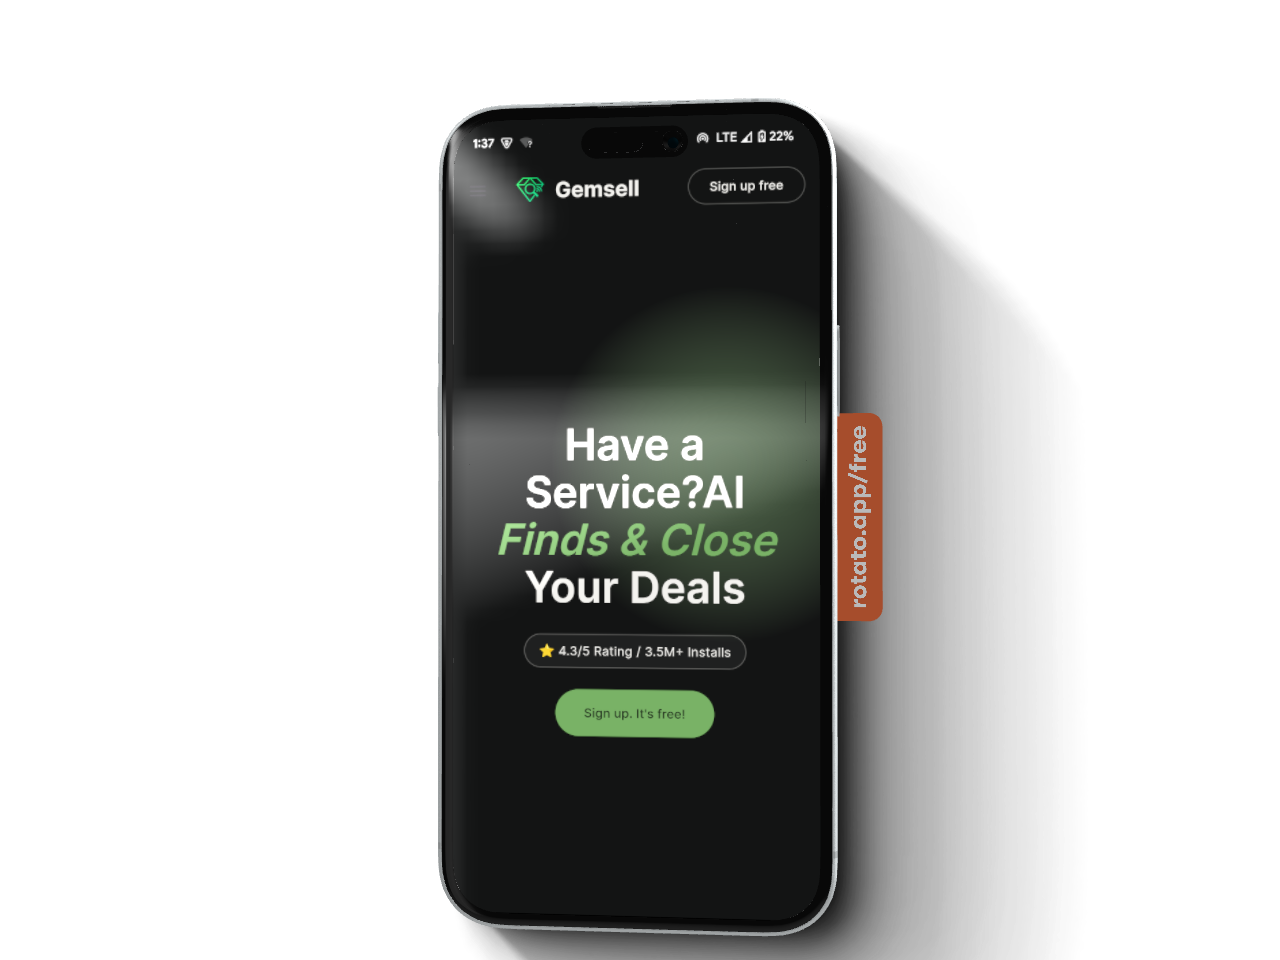 1:37
LTE 22%
Gemsell
Sign up free
Have a
Service?AI
Finds & Close
Your Deals
4.3/5 Rating / 3.5M+ Installs
Sign up. It's free!
rotato.app/free